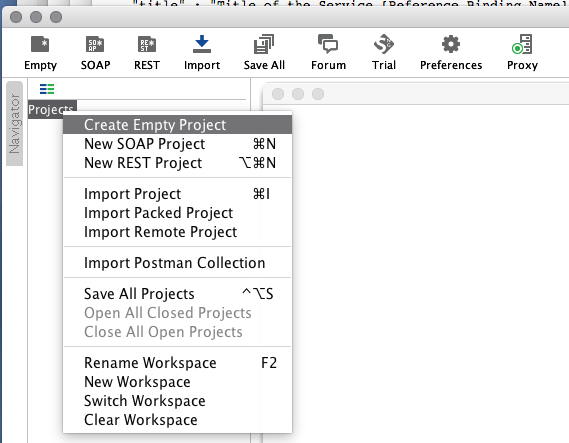 "title" : "Title of the Service [Reference Binding Name]
Empty SOAP REST Import Save All Forum Trial Preferences Proxy
Navigator
Projects
Create Empty Project
New SOAP Project ⌘N
New REST Project ⌥⌘N
Import Project ⌘I
Import Packed Project
Import Remote Project
Import Postman Collection
Save All Projects ^⌥S
Open All Closed Projects
Close All Open Projects
Rename Workspace F2
New Workspace
Switch Workspace
Clear Workspace